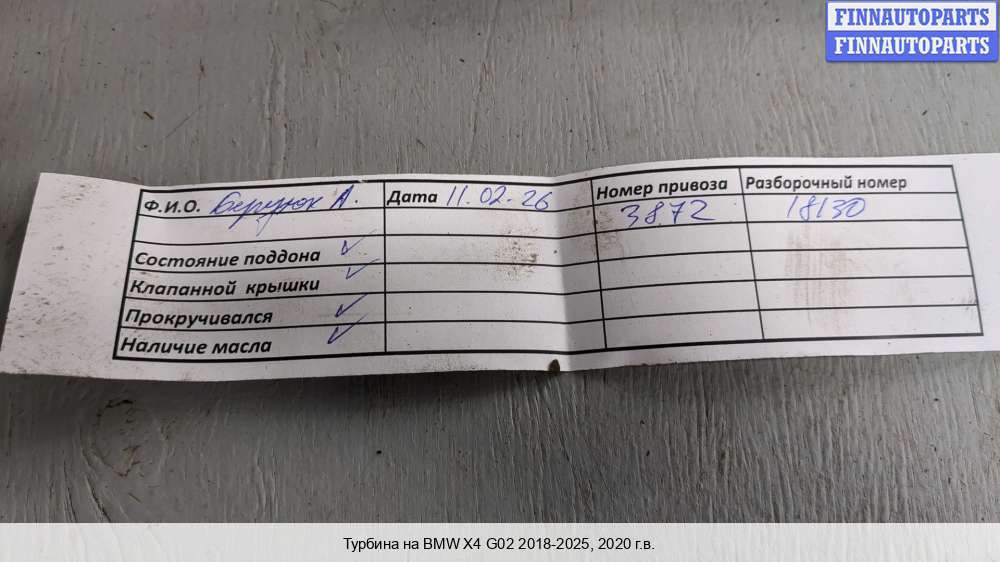 FINNAUTOPARTS
FINNAUTOPARTS
Ф.И.О. А. Дата 11.02.26 Номер привоза 3872 Разборочный номер 18130
Состояние поддона ✓
Клапанной крышки ✓
Прокручивался ✓
Наличие масла ✓
Турбина на BMW X4 G02 2018-2025, 2020 г.в.